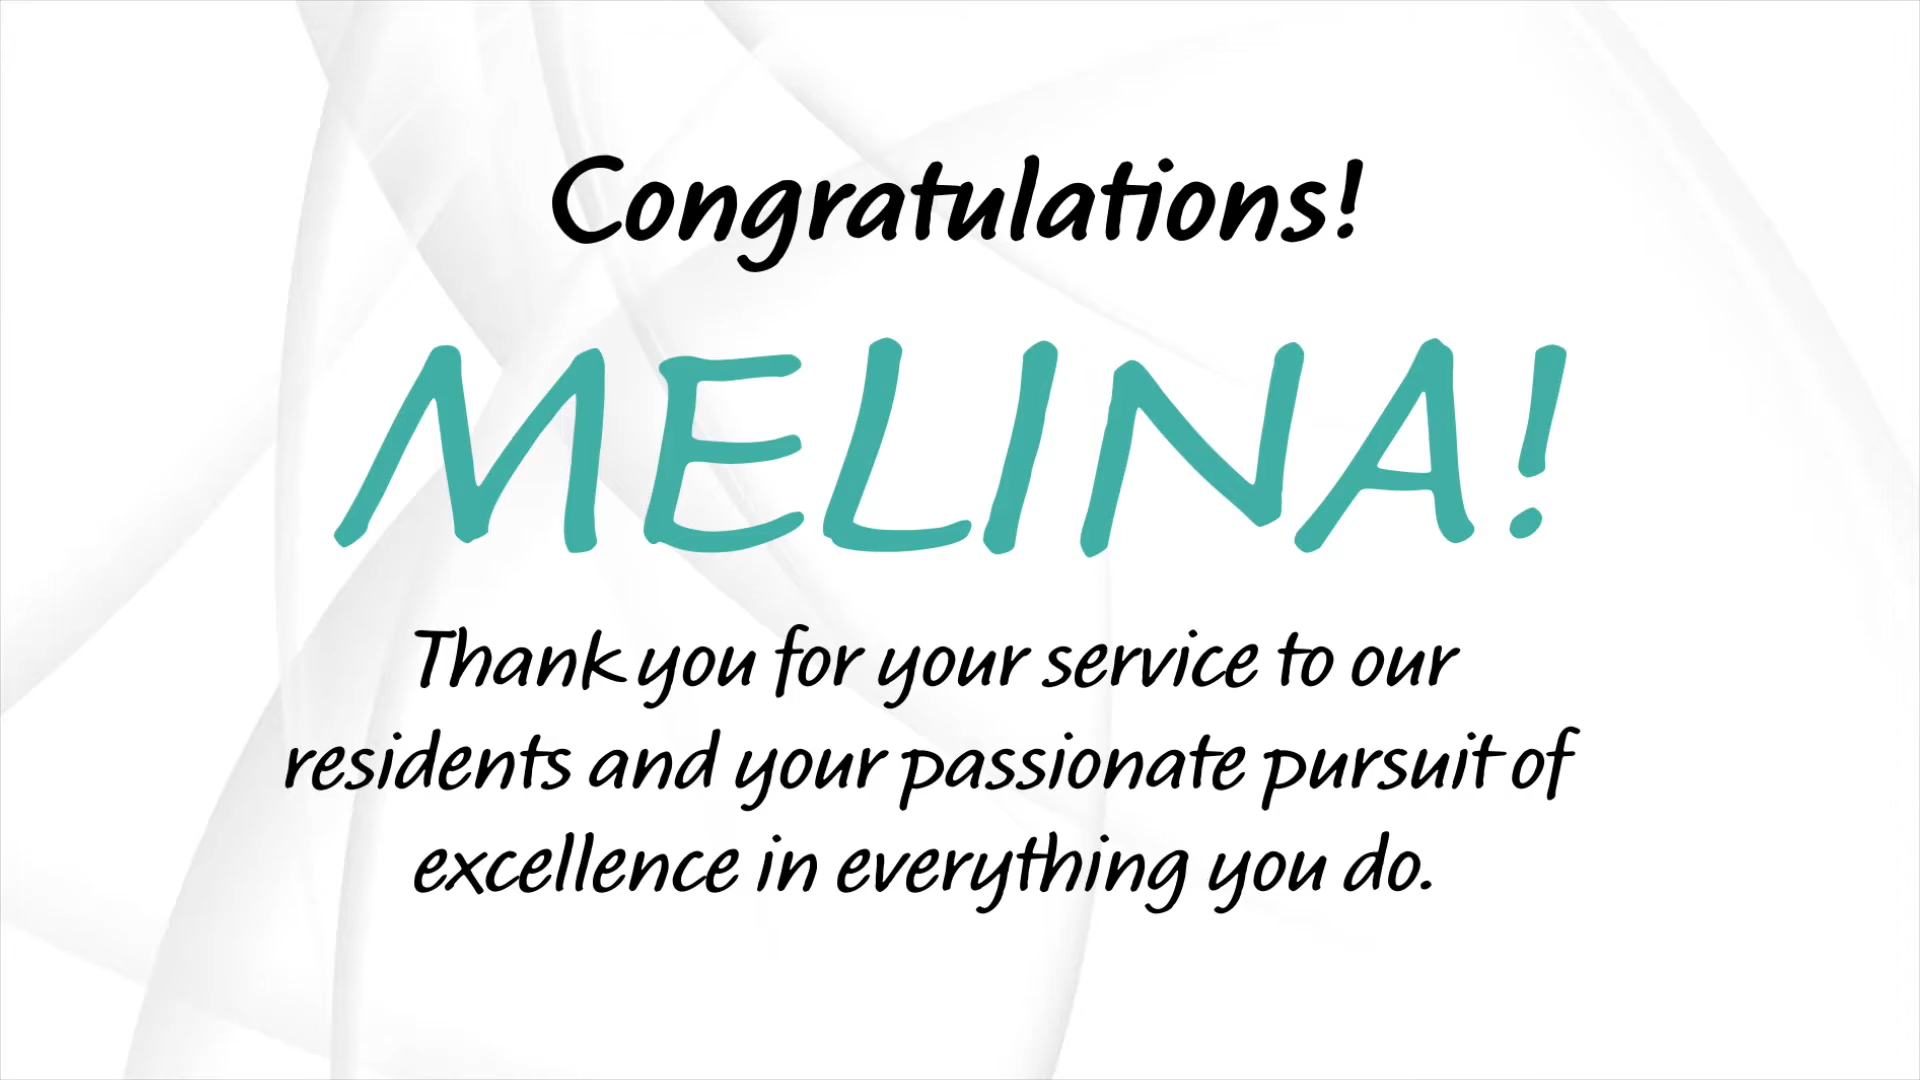 Congratulations!
MELINA!
Thank you for your service to our
residents and your passionate pursuit of
excellence in everything you do.